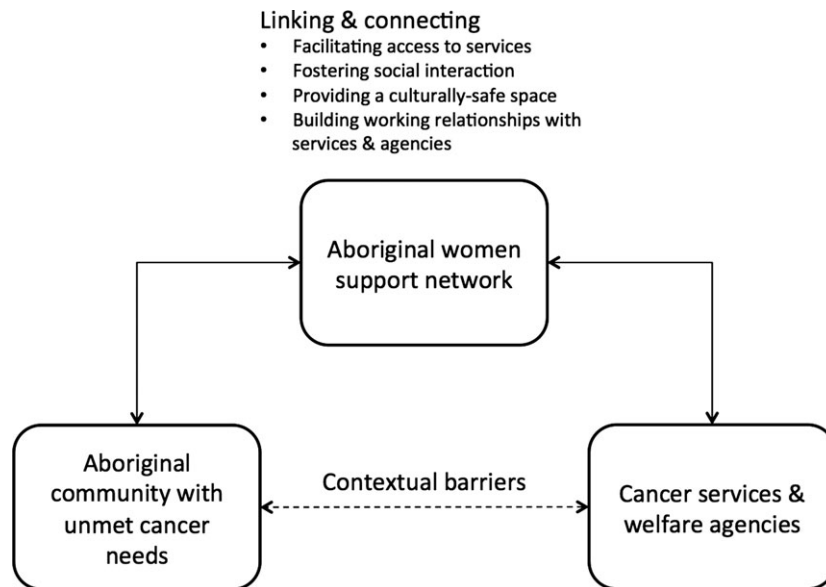 Linking & connecting
• Facilitating access to services
• Fostering social interaction
• Providing a culturally-safe space
• Building working relationships with
services & agencies
Aboriginal women
support network
Aboriginal
community with
unmet cancer
needs
Contextual barriers
Cancer services &
welfare agencies